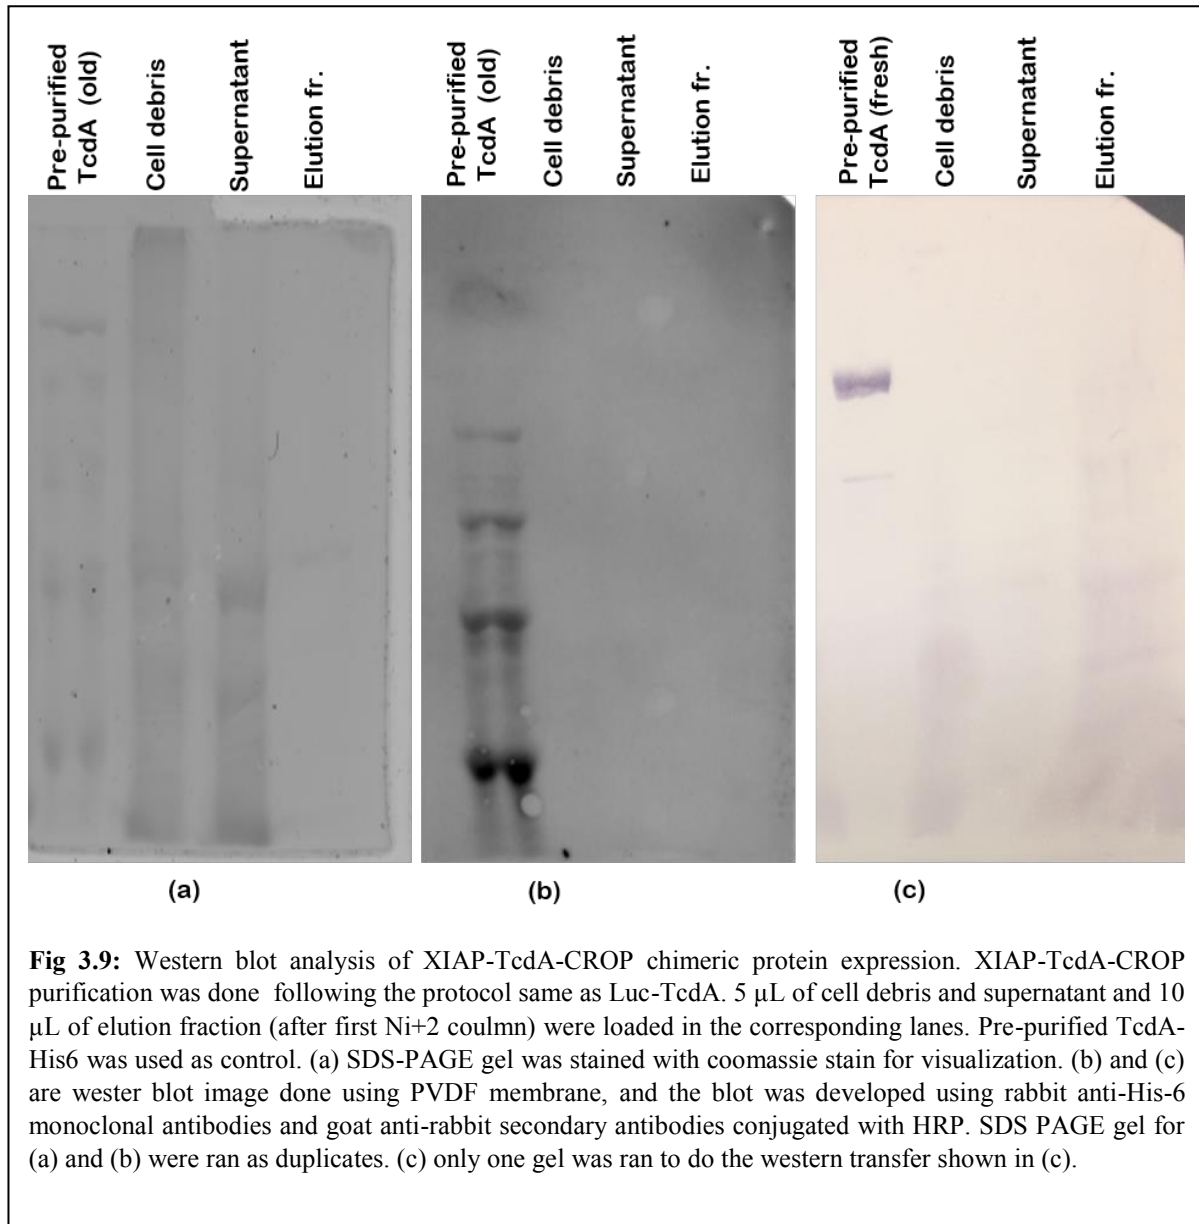 Pre-purified
TcdA (old)
Cell debris
Supernatant
Elution fr.
Pre-purified
TcdA (old)
Cell debris
Supernatant
Elution fr.
Pre-purified
TcdA (fresh)
Cell debris
Supernatant
Elution fr.
(a)
(b)
(c)
Fig 3.9: Western blot analysis of XIAP-TcdA-CROP chimeric protein expression. XIAP-TcdA-CROP
purification was done following the protocol same as Luc-TcdA. 5 µL of cell debris and supernatant and 10
µL of elution fraction (after first Ni+2 coulmn) were loaded in the corresponding lanes. Pre-purified TcdA-
His6 was used as control. (a) SDS-PAGE gel was stained with coomassie stain for visualization. (b) and (c)
are wester blot image done using PVDF membrane, and the blot was developed using rabbit anti-His-6
monoclonal antibodies and goat anti-rabbit secondary antibodies conjugated with HRP. SDS PAGE gel for
(a) and (b) were ran as duplicates. (c) only one gel was ran to do the western transfer shown in (c).